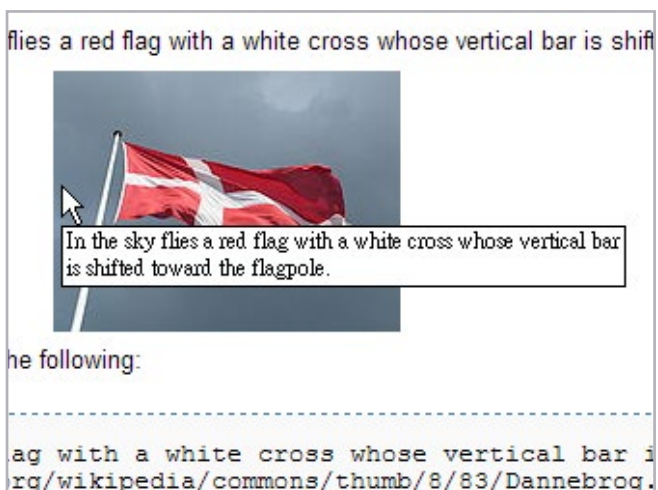 flies a red flag with a white cross whose vertical bar is shift
In the sky flies a red flag with a white cross whose vertical bar
is shifted toward the flagpole.
he following:
ag with a white cross whose vertical bar i
org/wikipedia/commons/thumb/8/83/Dannebrog.